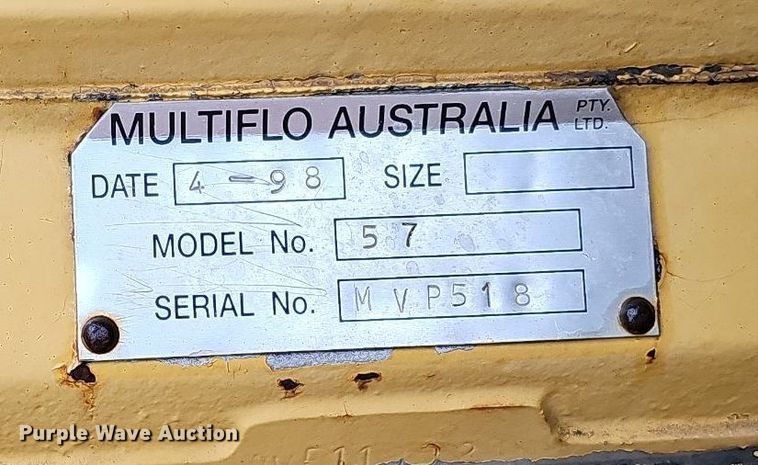 MULTIFLO AUSTRALIA PTY. LTD.
DATE 4-98 SIZE
MODEL No. 57
SERIAL No. MVP518
Purple Wave Auction